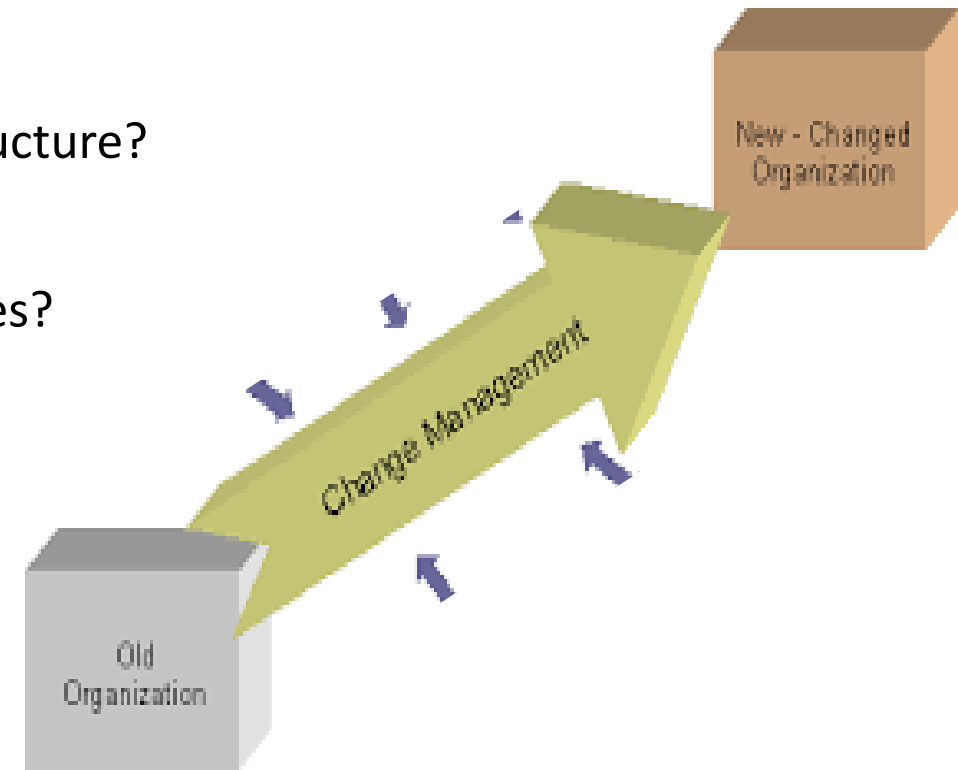 ucture?
New - Changed
Organization
es?
Change Management
Old
Organization